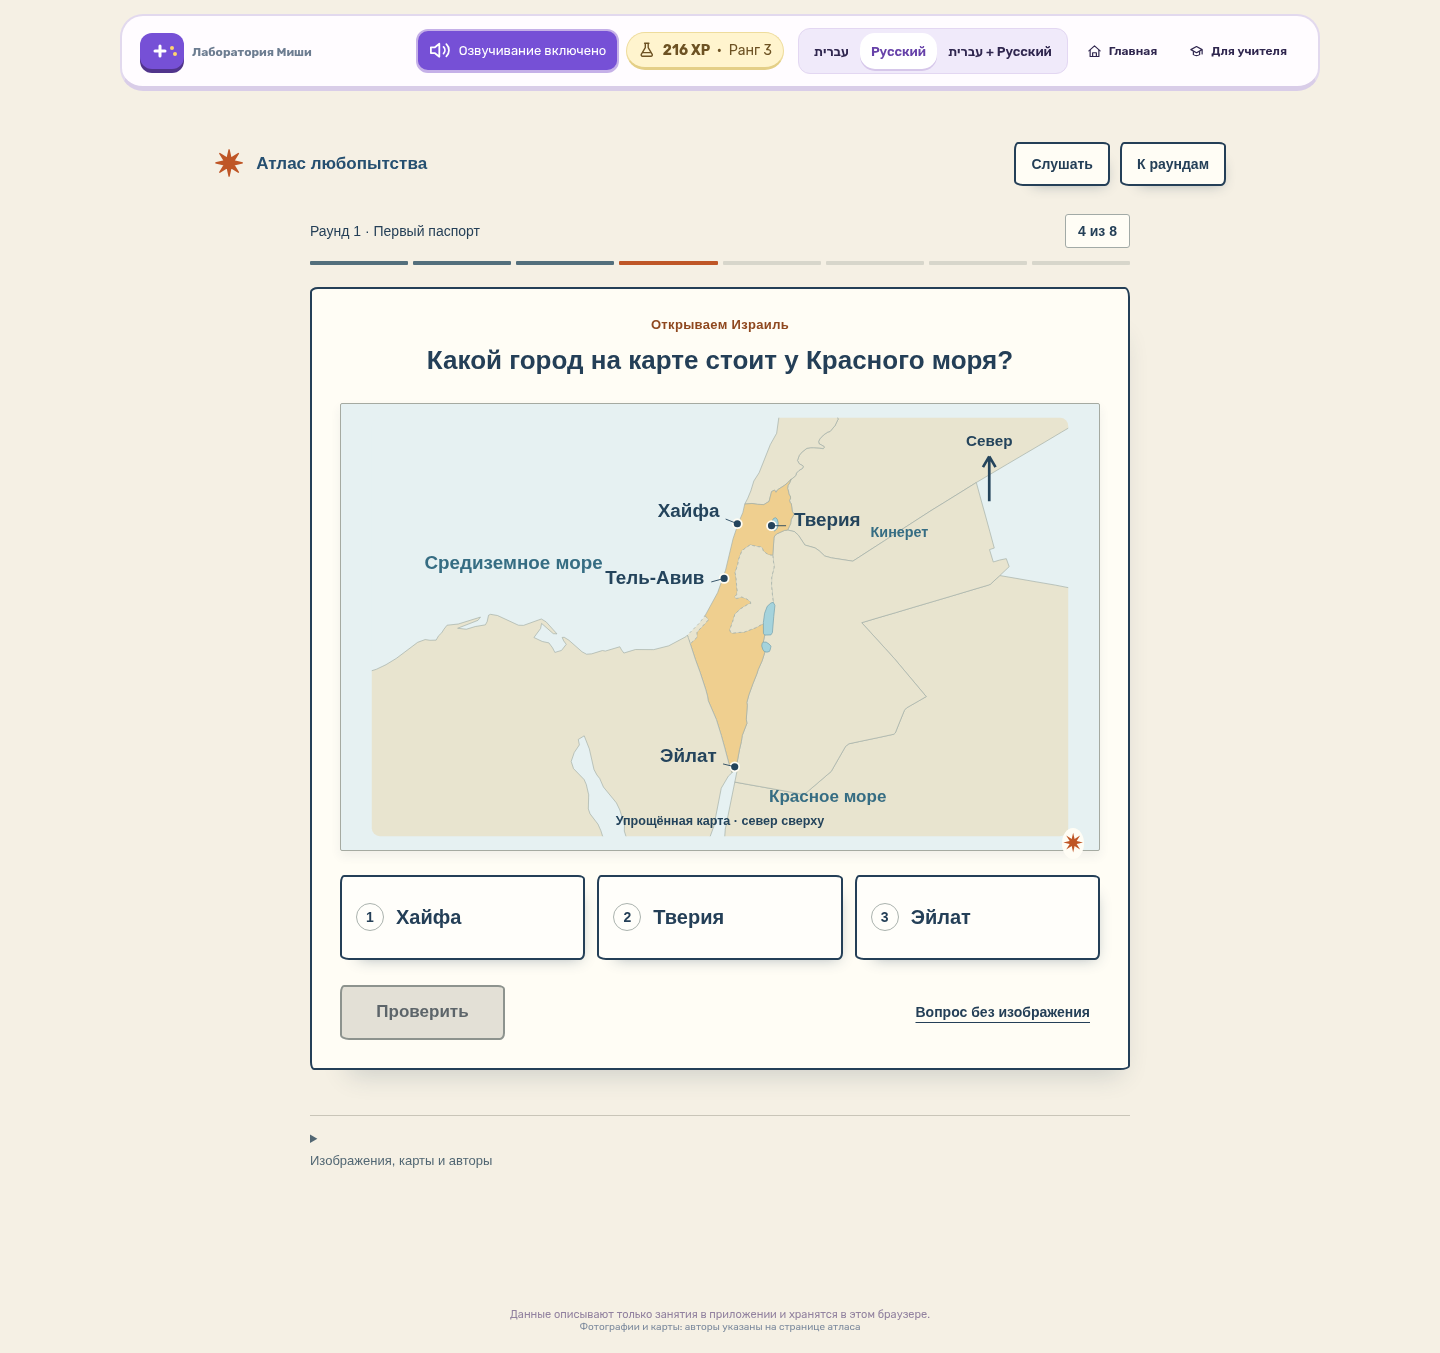 Лаборатория Миши
Озвучивание включено
216 XP • Ранг 3
עברית
Русский
עברית + Русский
Главная
Для учителя
Атлас любопытства
Слушать
К раундам
Раунд 1 · Первый паспорт
4 из 8
Открываем Израиль
Какой город на карте стоит у Красного моря?
Север
Хайфа
Тверия
Кинерет
Средиземное море
Тель-Авив
Эйлат
Красное море
Упрощённая карта · север сверху
1 Хайфа
2 Тверия
3 Эйлат
Проверить
Вопрос без изображения
Изображения, карты и авторы
Данные описывают только занятия в приложении и хранятся в этом браузере.
Фотографии и карты: авторы указаны на странице атласа